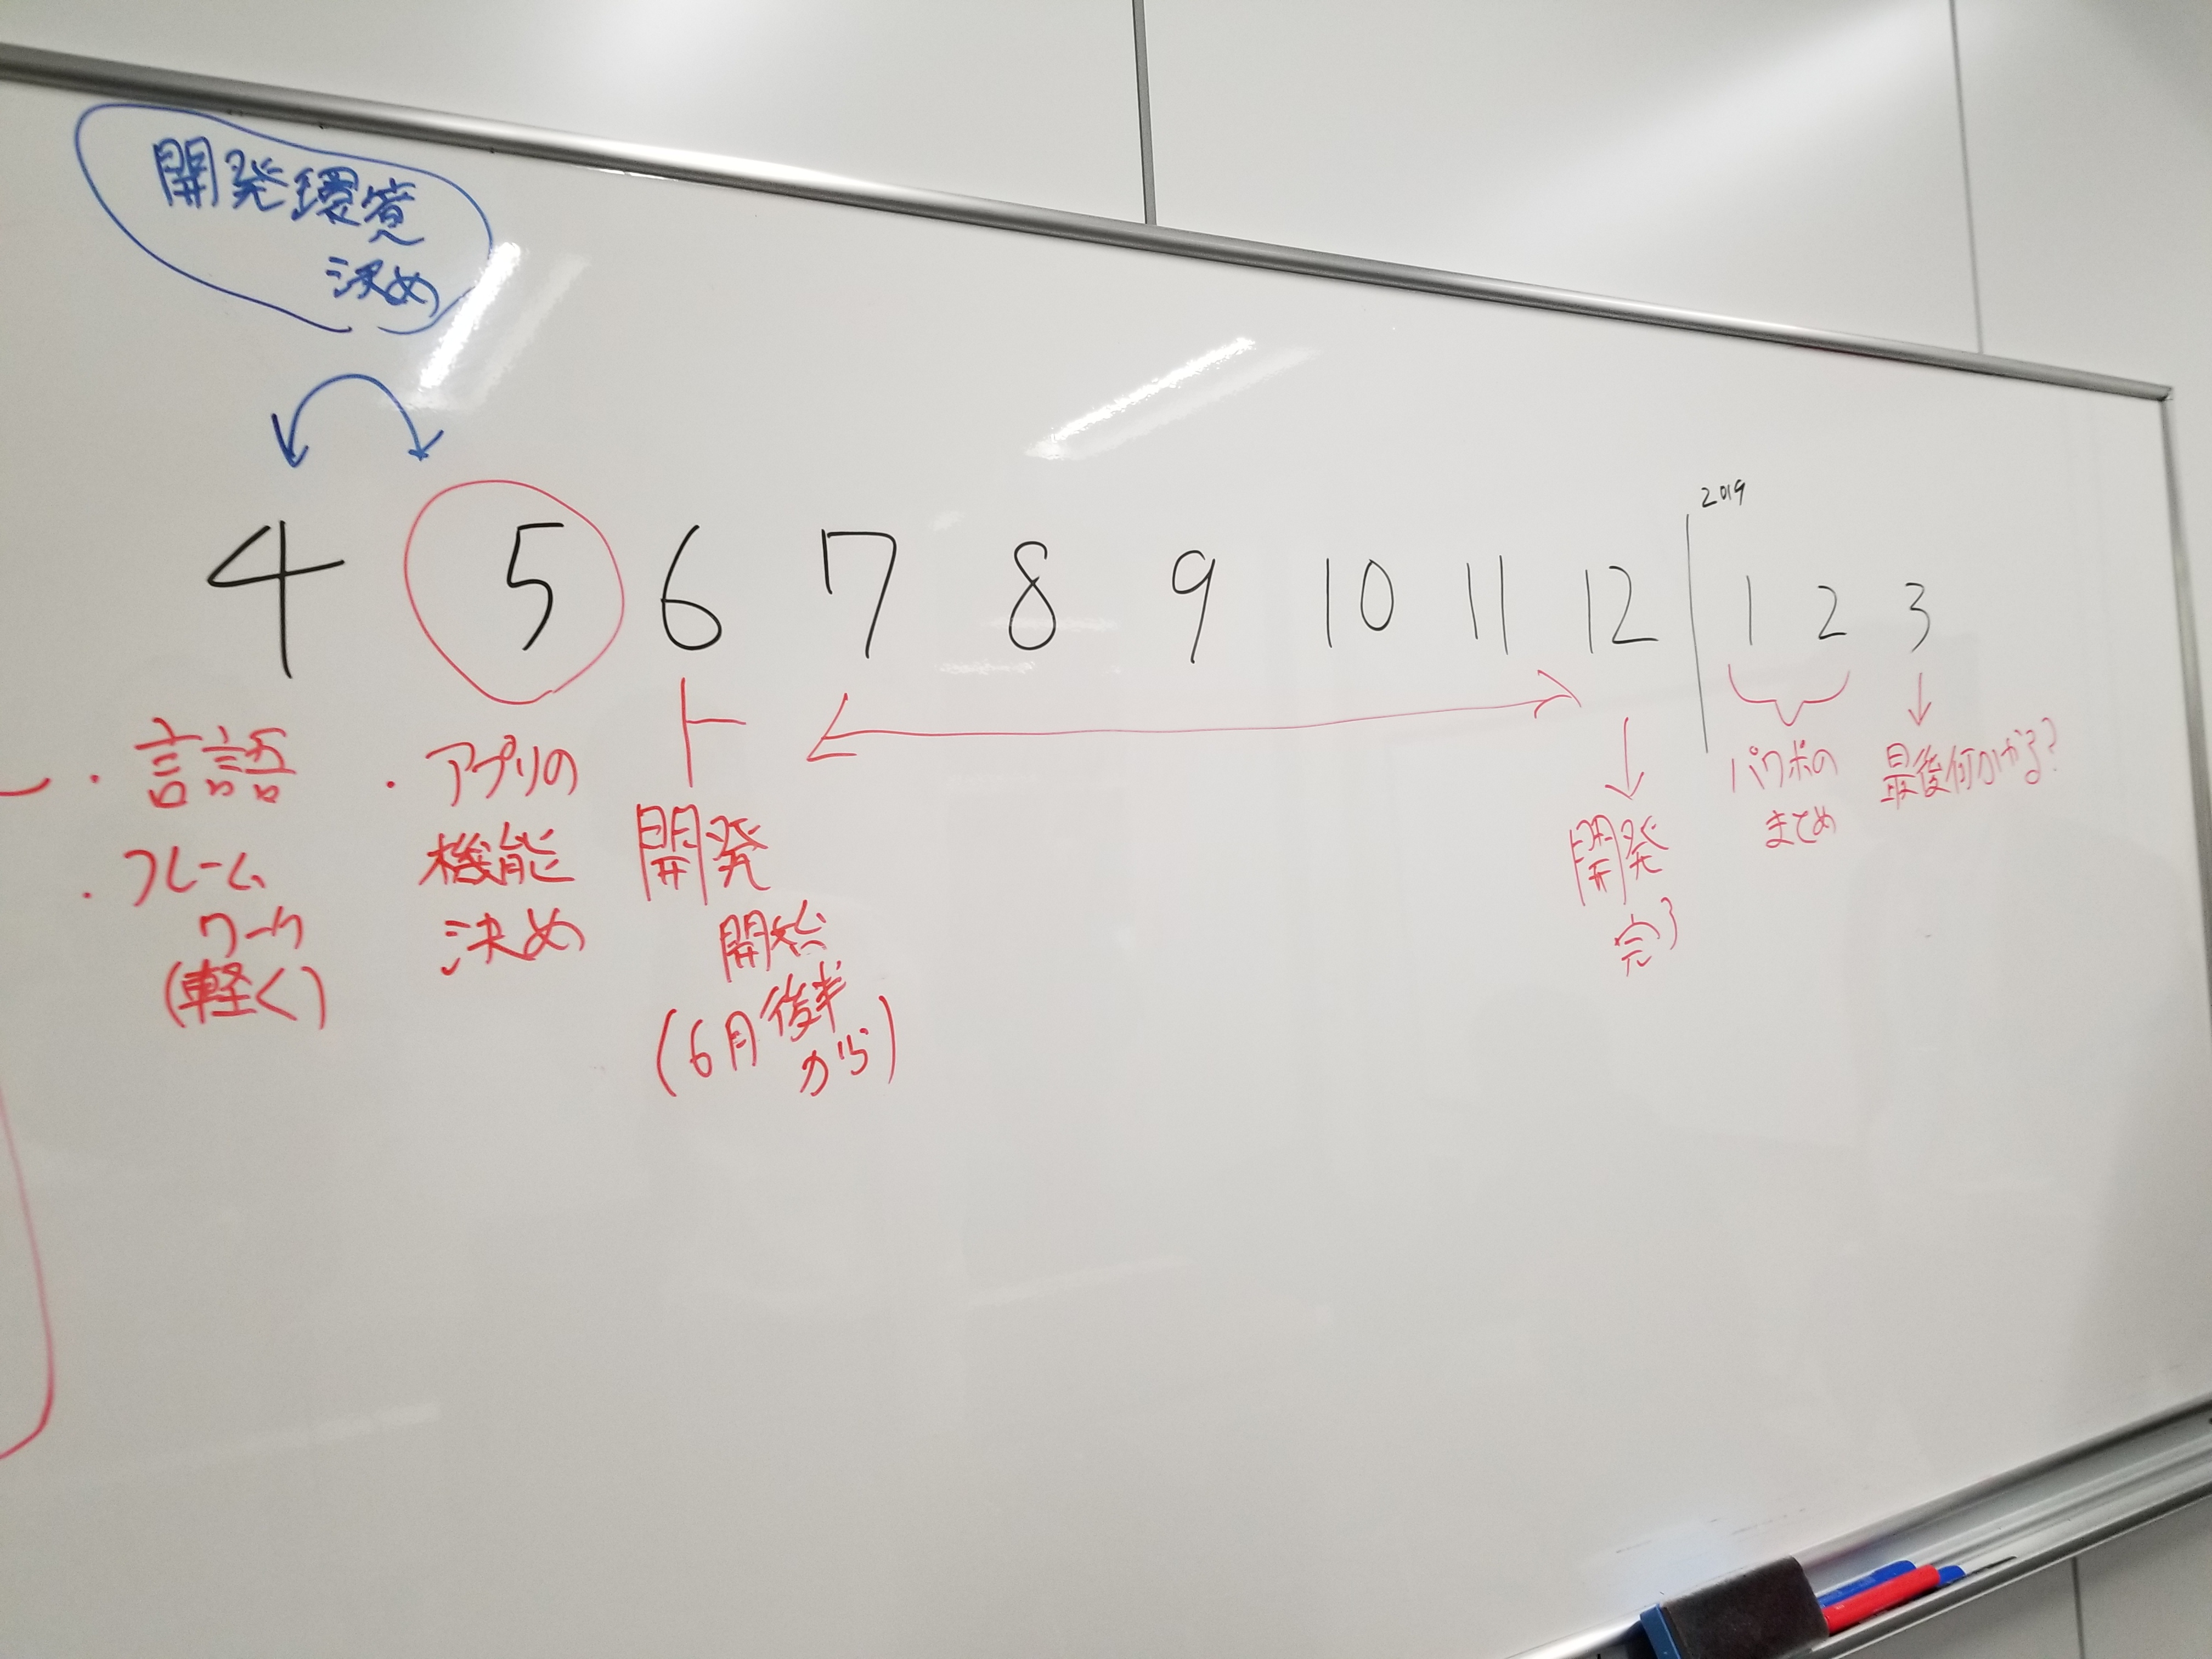 開発環境
決め
4 5 6 7 8 9 10 11 12 1 2 3
2019
・言語
・フレーム
ワーク
(軽く)
・アプリの
機能
決め
開発
開始
(6月後半
から)
開発
完了
パワポの
まとめ
最後何かやる?